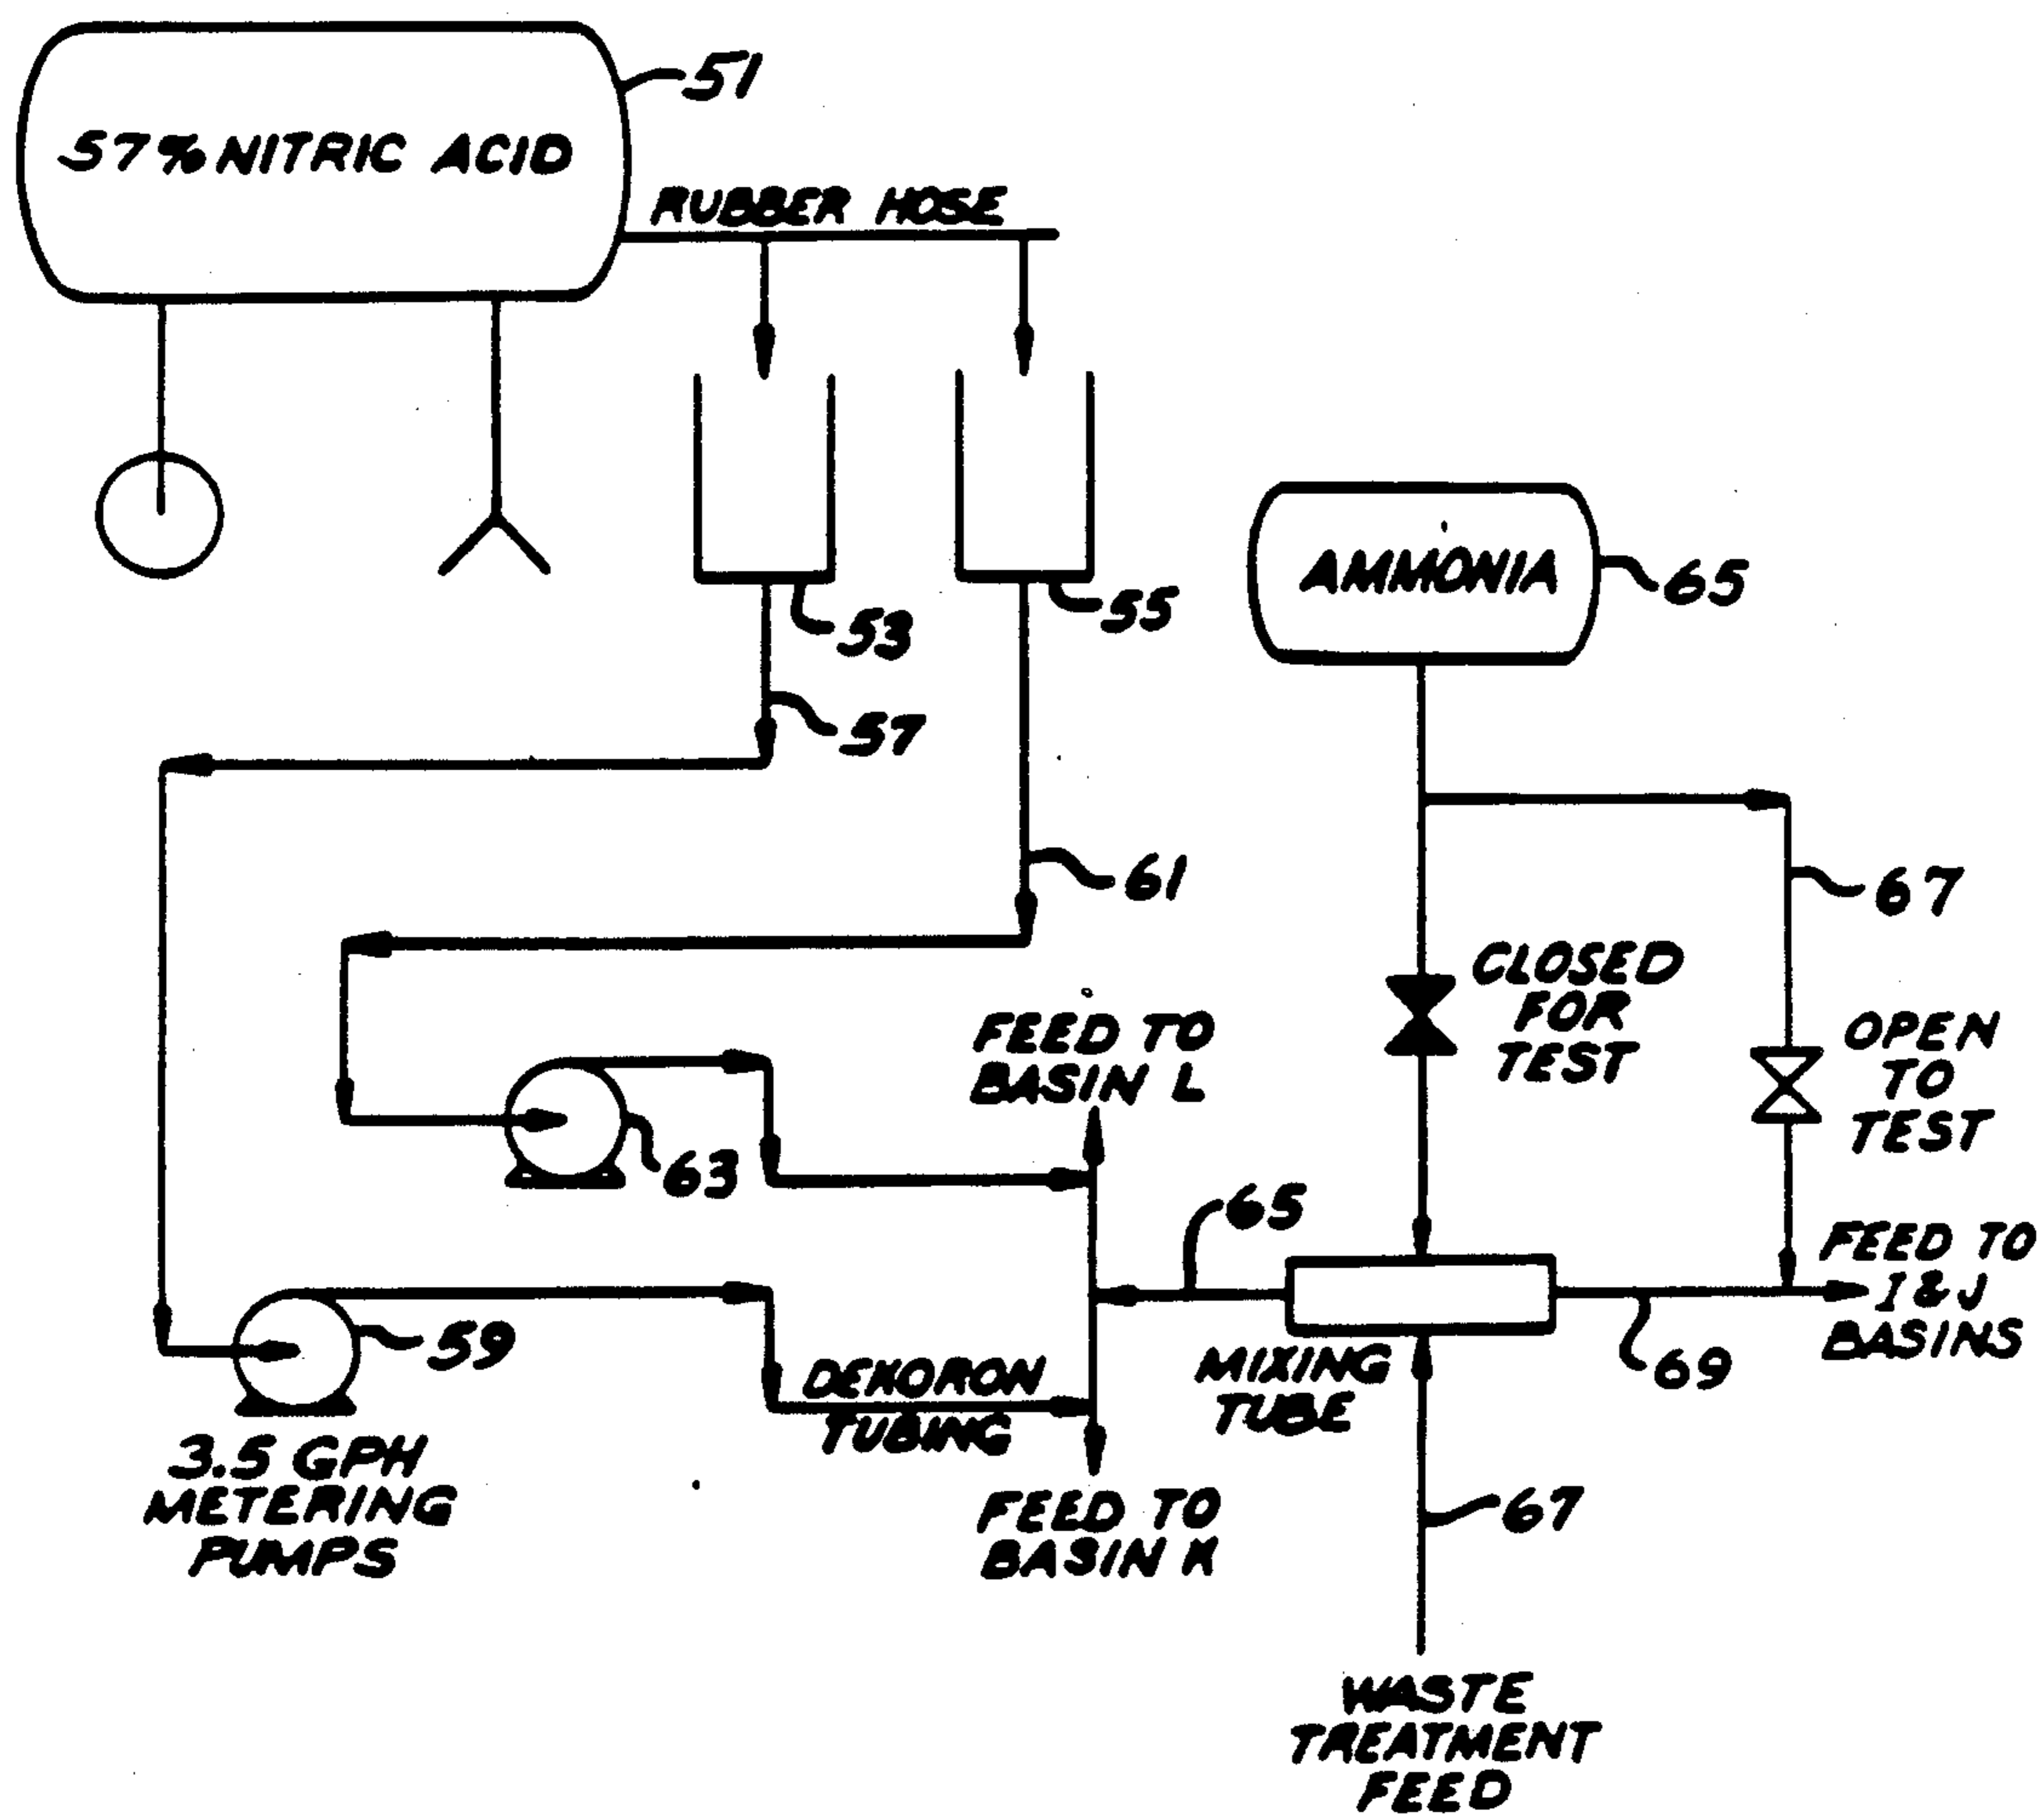 51
57% NITRIC ACID
RUBBER HOSE
53
55
AMMONIA
65
57
61
67
CLOSED
FOR
TEST
OPEN
TO
TEST
FEED TO
BASIN L
63
65
FEED TO
I & J
BASINS
59
DEKORON
TUBING
MIXING
TUBE
69
3.5 GPH
METERING
PUMPS
FEED TO
BASIN K
67
WASTE
TREATMENT
FEED